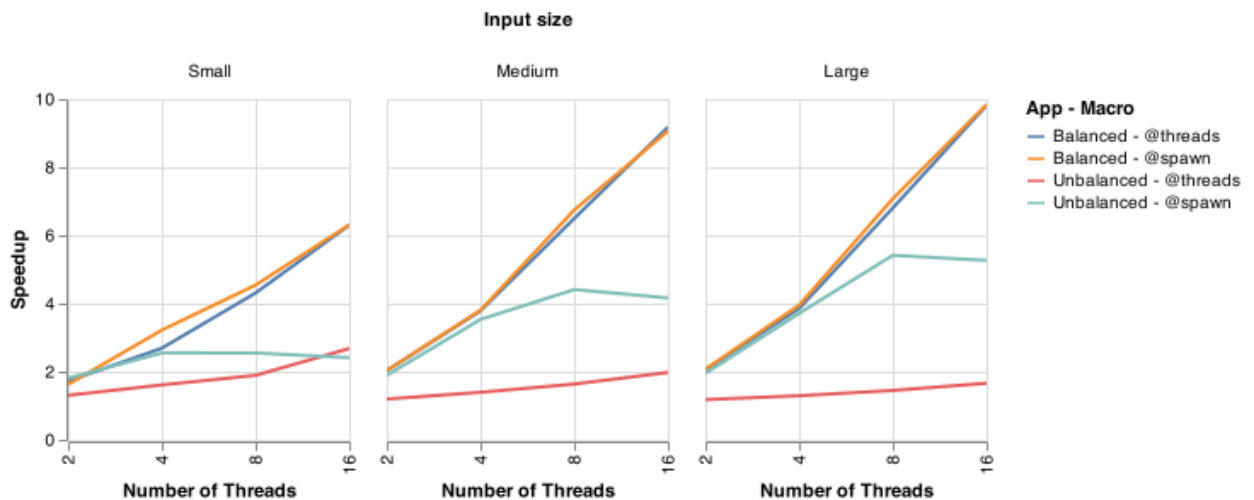 Input size
Small Medium Large
10
8
6
4
2
0
Speedup
2 4 8 16 2 4 8 16 2 4 8 16
Number of Threads Number of Threads Number of Threads
App - Macro
Balanced - @threads
Balanced - @spawn
Unbalanced - @threads
Unbalanced - @spawn